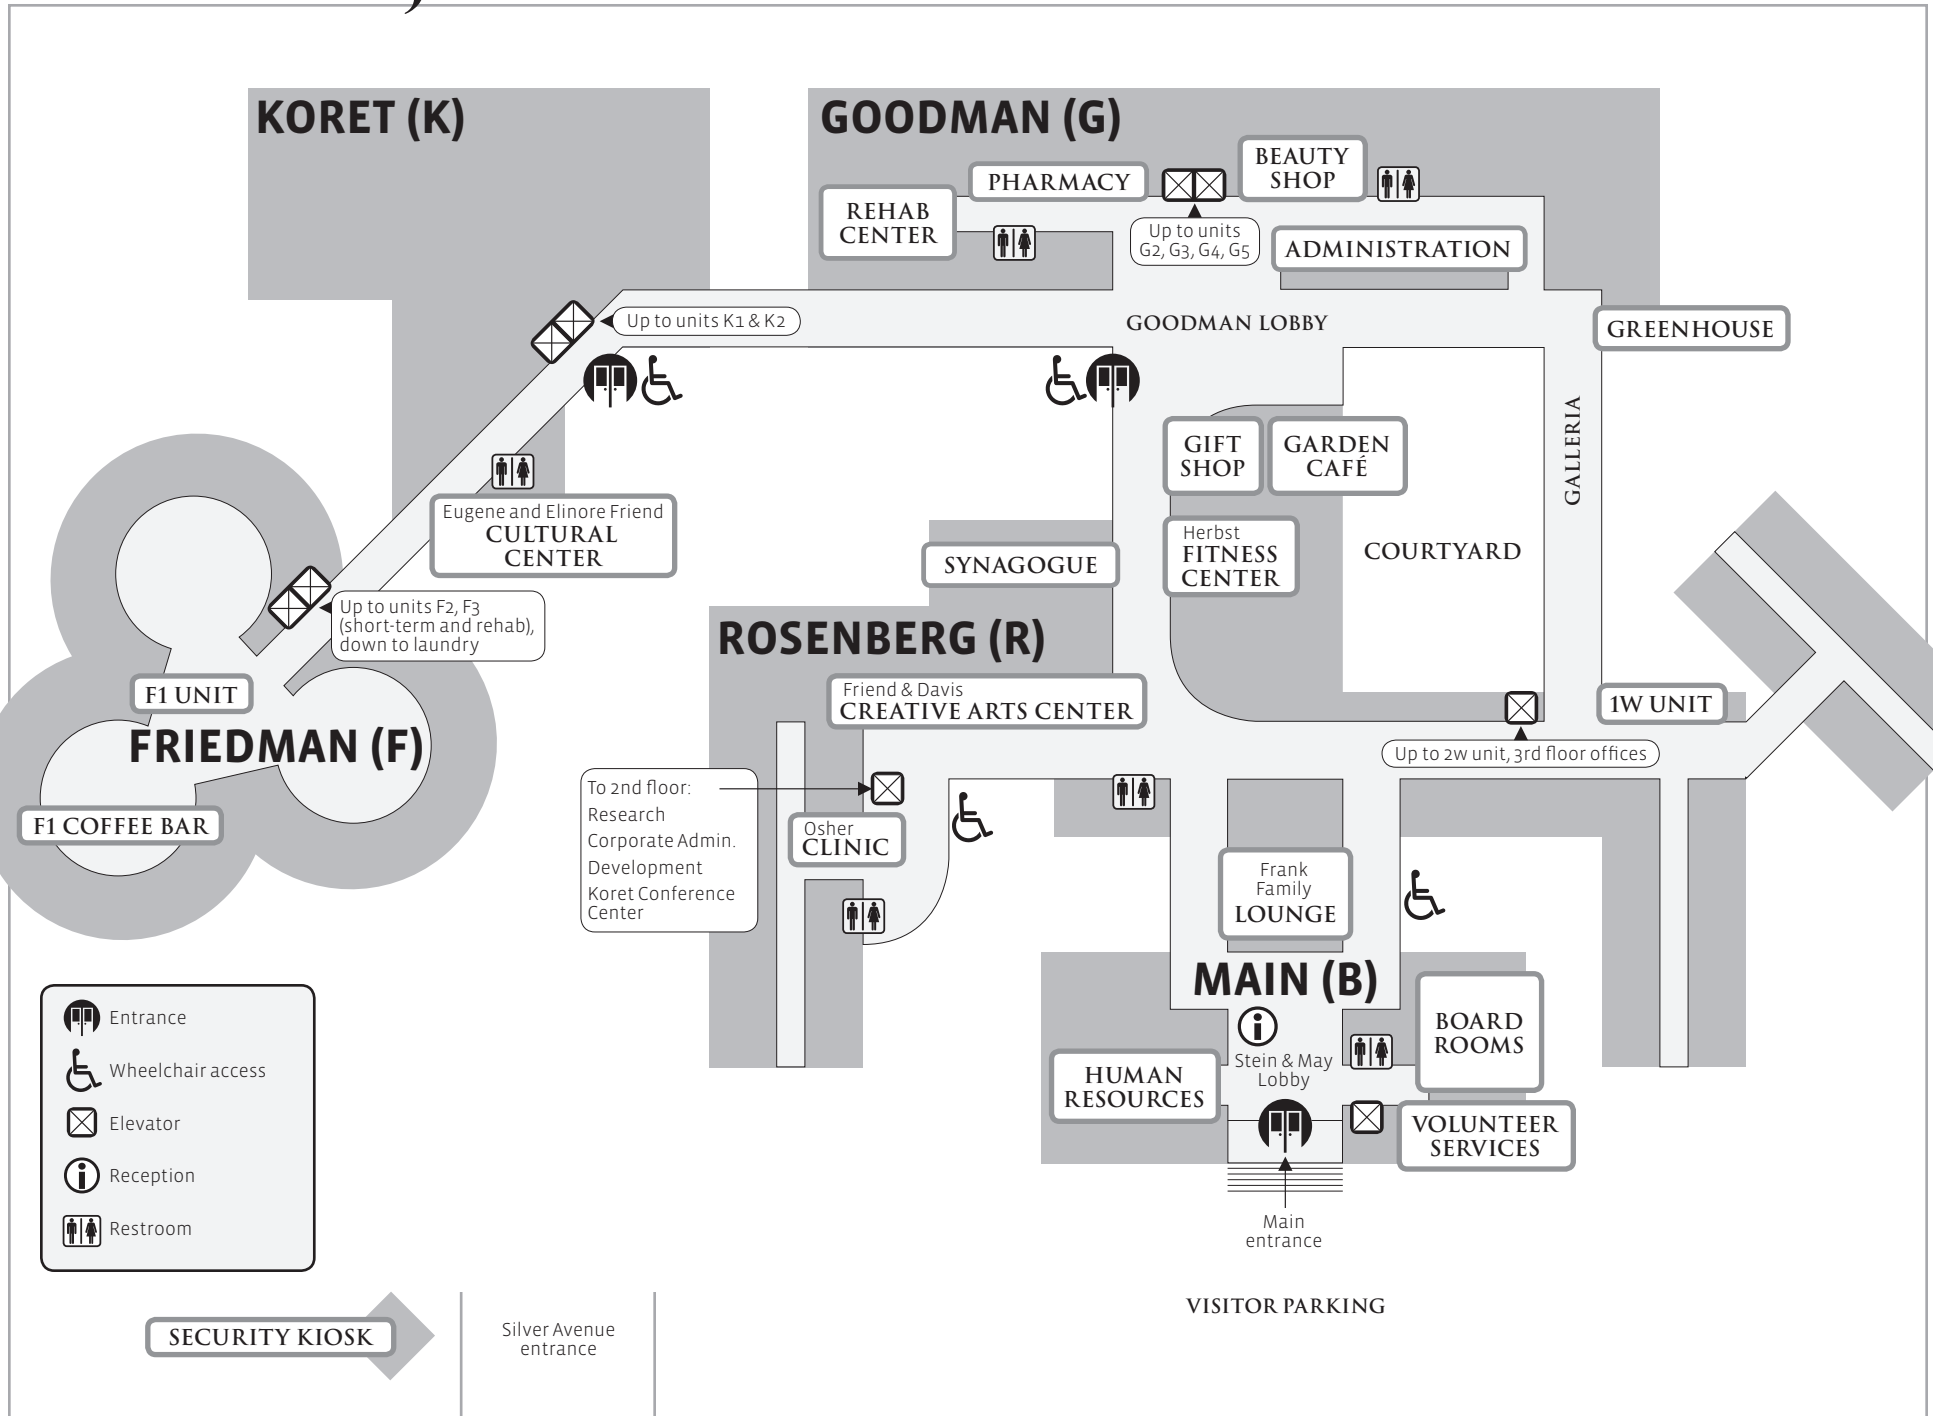 KORET (K)
GOODMAN (G)
BEAUTY
SHOP
PHARMACY
REHAB
CENTER
Up to units
G2, G3, G4, G5
ADMINISTRATION
Up to units K1 & K2
GOODMAN LOBBY
GREENHOUSE
GIFT
SHOP
GARDEN
CAFÉ
GALLERIA
Eugene and Elinore Friend
CULTURAL
CENTER
Herbst
FITNESS
CENTER
COURTYARD
SYNAGOGUE
Up to units F2, F3
(short-term and rehab),
down to laundry
ROSENBERG (R)
F1 UNIT
Friend & Davis
CREATIVE ARTS CENTER
1W UNIT
FRIEDMAN (F)
Up to 2w unit, 3rd floor offices
To 2nd floor:
Research
Corporate Admin.
Development
Koret Conference
Center
F1 COFFEE BAR
Osher
CLINIC
Frank
Family
LOUNGE
MAIN (B)
BOARD
ROOMS
Stein & May
Lobby
HUMAN
RESOURCES
VOLUNTEER
SERVICES
Entrance
Wheelchair access
Elevator
Reception
Restroom
Main
entrance
VISITOR PARKING
SECURITY KIOSK
Silver Avenue
entrance